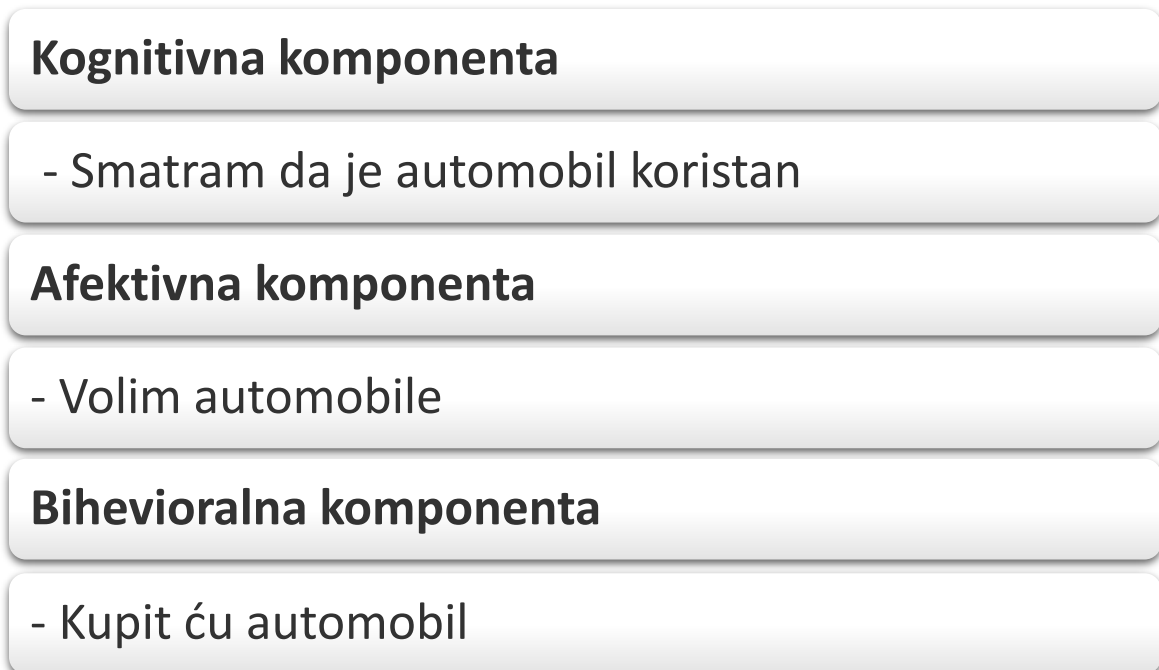 Kognitivna komponenta
- Smatram da je automobil koristan
Afektivna komponenta
- Volim automobile
Bihevioralna komponenta
- Kupit ću automobil